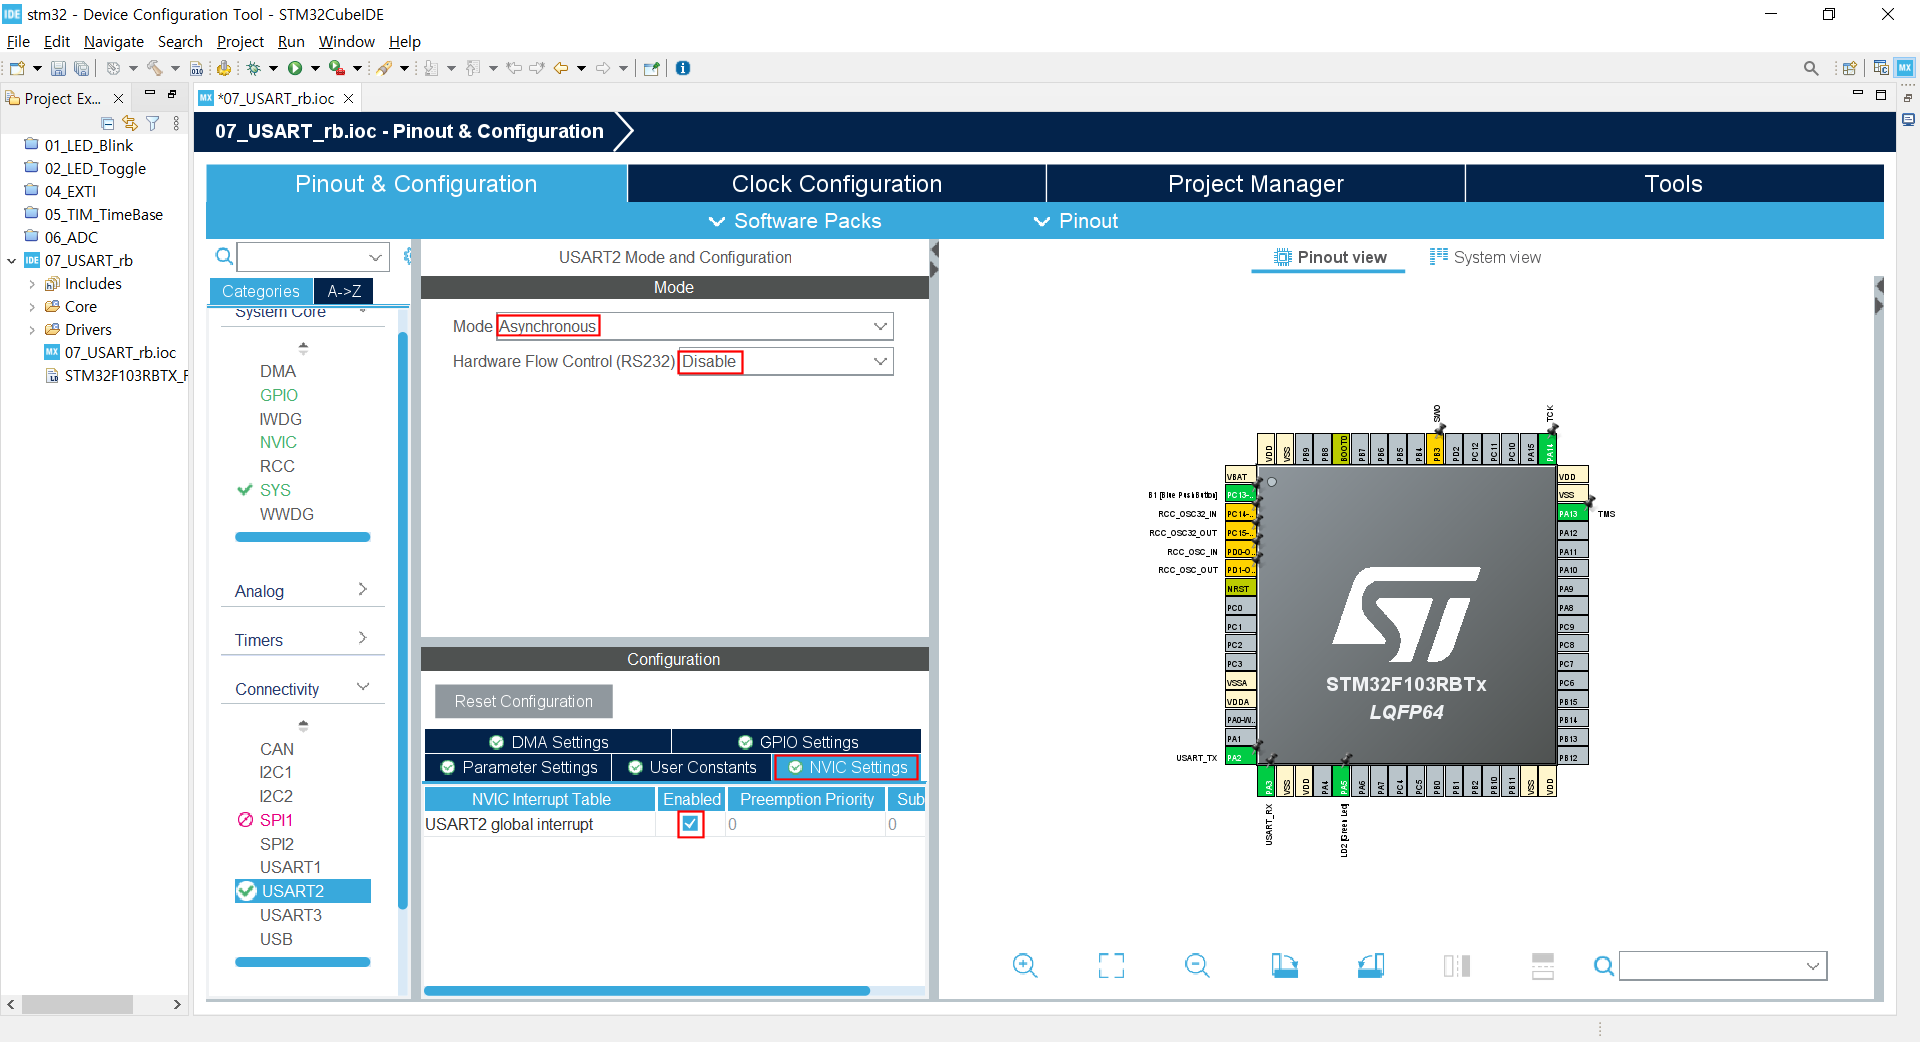 IDE stm32 - Device Configuration Tool - STM32CubeIDE
File Edit Navigate Search Project Run Window Help
010
MX
Project Ex...
MX *07_USART_rb.ioc
01_LED_Blink
02_LED_Toggle
04_EXTI
05_TIM_TimeBase
06_ADC
IDE 07_USART_rb
Includes
Core
Drivers
MX 07_USART_rb.ioc
STM32F103RBTX_F
07_USART_rb.ioc - Pinout & Configuration
Pinout & Configuration
Clock Configuration
Project Manager
Tools
Software Packs
Pinout
Categories
A->Z
System Core
DMA
GPIO
IWDG
NVIC
RCC
SYS
WWDG
Analog
Timers
Connectivity
CAN
I2C1
I2C2
SPI1
SPI2
USART1
USART2
USART3
USB
USART2 Mode and Configuration
Mode
Mode Asynchronous
Hardware Flow Control (RS232) Disable
Configuration
Reset Configuration
DMA Settings
GPIO Settings
Parameter Settings
User Constants
NVIC Settings
NVIC Interrupt Table Enabled Preemption Priority Sub
USART2 global interrupt 0 0
Pinout view
System view
SWO
TCK
VDD
VSS
PB9
PB8
BOOT0
PB7
PB6
PB5
PB4
PB3
PD2
PC12
PC11
PC10
PA15
PA14
VBAT
B1 [Blue PushButton] PC13-..
RCC_OSC32_IN PC14-..
RCC_OSC32_OUT PC15-..
RCC_OSC_IN PD0-O..
RCC_OSC_OUT PD1-O..
NRST
PC0
PC1
PC2
PC3
VSSA
VDDA
PA0-W..
PA1
USART_TX PA2
VDD
VSS
PA13 TMS
PA12
PA11
PA10
PA9
PA8
PC9
PC8
PC7
PC6
PB15
PB14
PB13
PB12
ST
STM32F103RBTx
LQFP64
PA3
VSS
VDD
PA4
PA5
PA6
PA7
PC4
PC5
PB0
PB1
PB2
PB10
PB11
VSS
VDD
USART_RX
LD2 [Green Led]